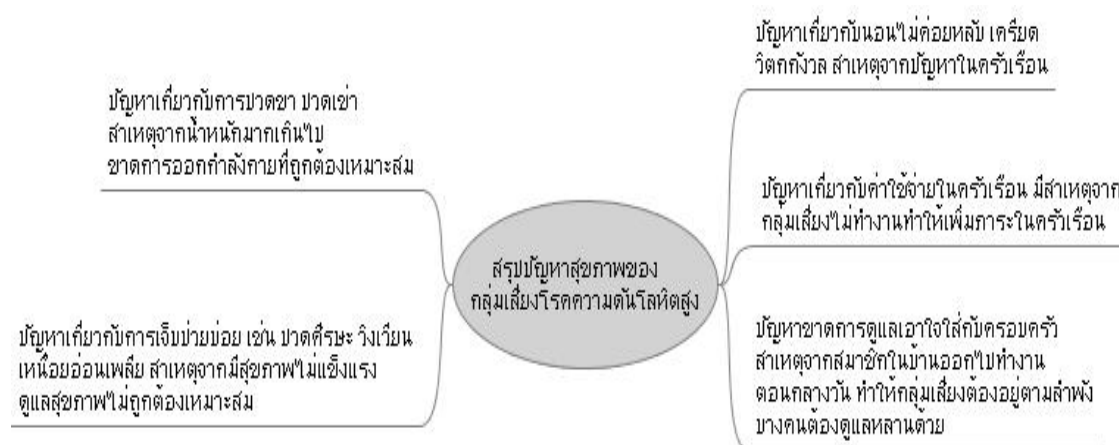 ปัญหาเกี่ยวกับการปวดขา ปวดเข่า
สาเหตุจากน้ำหนักมากเกินไป
ขาดการออกกำลังกายที่ถูกต้องเหมาะสม
ปัญหาเกี่ยวกับการเจ็บป่วยบ่อย เช่น ปวดศีรษะ วิงเวียน
เหนื่อยอ่อนเพลีย สาเหตุจากมีสุขภาพไม่แข็งแรง
ดูแลสุขภาพไม่ถูกต้องเหมาะสม
สรุปปัญหาสุขภาพของ
กลุ่มเสี่ยงโรคความดันโลหิตสูง
ปัญหาเกี่ยวกับนอนไม่ค่อยหลับ เครียด
วิตกกังวล สาเหตุจากปัญหาในครัวเรือน
ปัญหาเกี่ยวกับค่าใช้จ่ายในครัวเรือน มีสาเหตุจาก
กลุ่มเสี่ยงไม่ทำงานทำให้เพิ่มภาระในครัวเรือน
ปัญหาขาดการดูแลเอาใจใส่กับครอบครัว
สาเหตุจากสมาชิกในบ้านออกไปทำงาน
ตอนกลางวัน ทำให้กลุ่มเสี่ยงต้องอยู่ตามลำพัง
บางคนต้องดูแลหลานด้วย